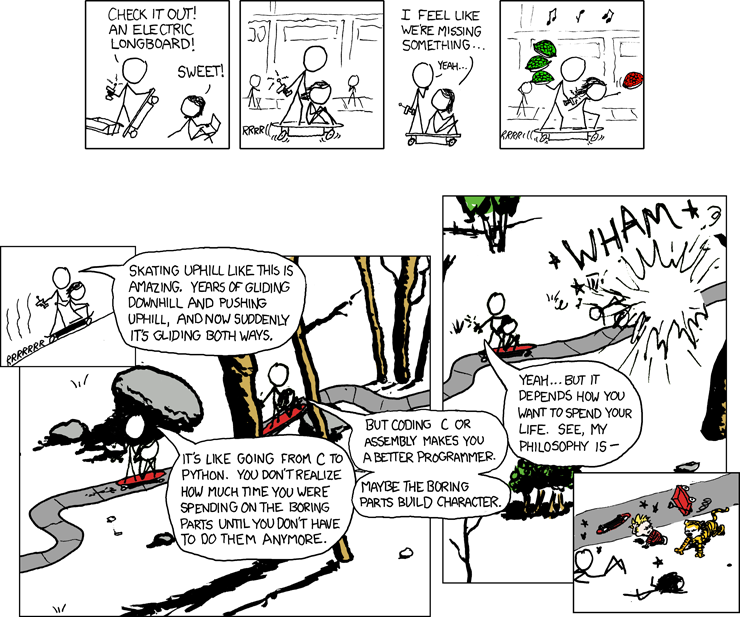 CHECK IT OUT!
AN ELECTRIC
LONGBOARD!
SWEET!
RRRR
I FEEL LIKE
WE'RE MISSING
SOMETHING...
YEAH...
RRRR
RRRRRRR
SKATING UPHILL LIKE THIS IS
AMAZING. YEARS OF GLIDING
DOWNHILL AND PUSHING
UPHILL, AND NOW SUDDENLY
IT'S GLIDING BOTH WAYS.
IT'S LIKE GOING FROM C TO
PYTHON. YOU DON'T REALIZE
HOW MUCH TIME YOU WERE
SPENDING ON THE BORING
PARTS UNTIL YOU DON'T HAVE
TO DO THEM ANYMORE.
BUT CODING C OR
ASSEMBLY MAKES YOU
A BETTER PROGRAMMER.
MAYBE THE BORING
PARTS BUILD CHARACTER.
YEAH... BUT IT
DEPENDS HOW YOU
WANT TO SPEND YOUR
LIFE. SEE, MY
PHILOSOPHY IS—
WHAM